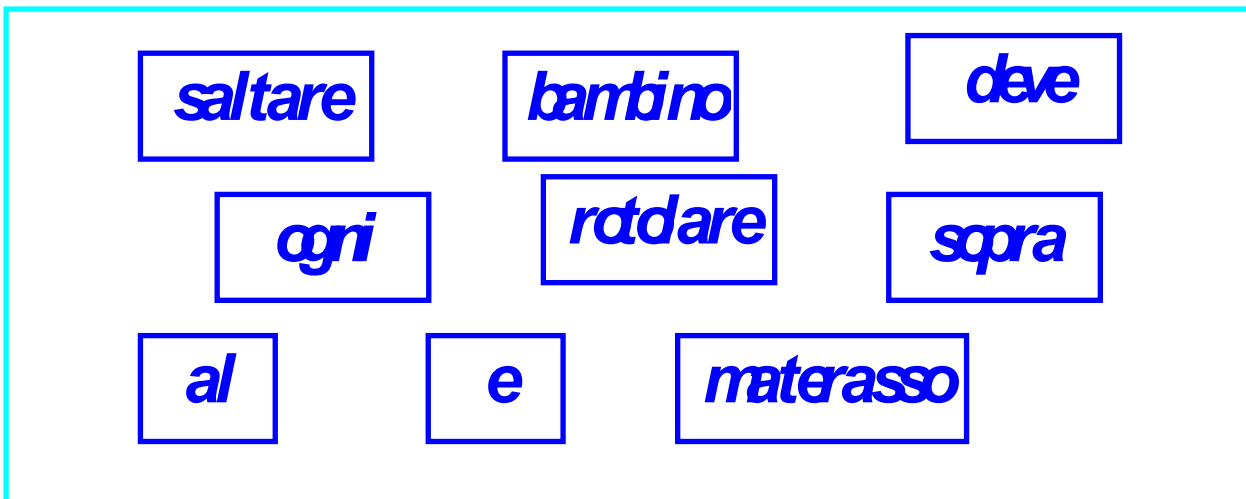 saltare bambino deve
ogni rotolare sopra
al e materasso